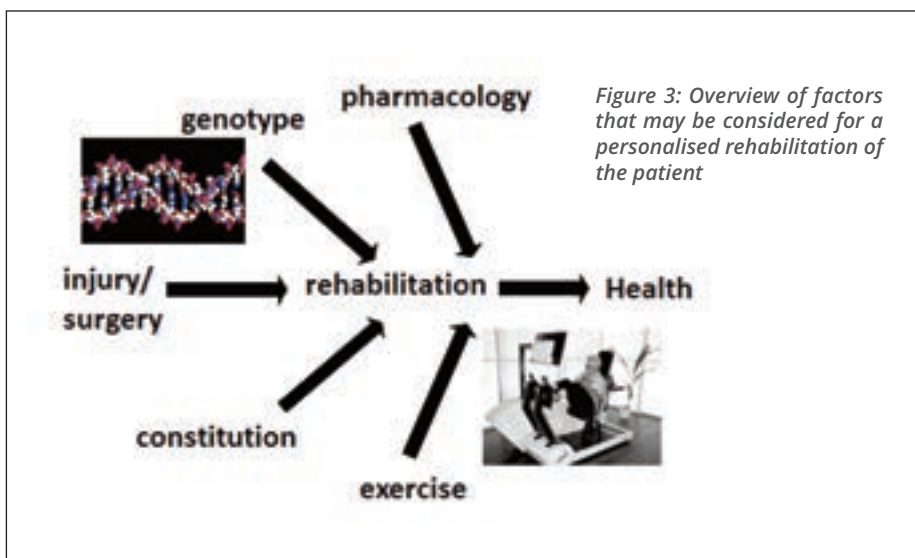 pharmacology
genotype
Figure 3: Overview of factors
that may be considered for a
personalised rehabilitation of
the patient
injury/
surgery
rehabilitation
Health
constitution
exercise